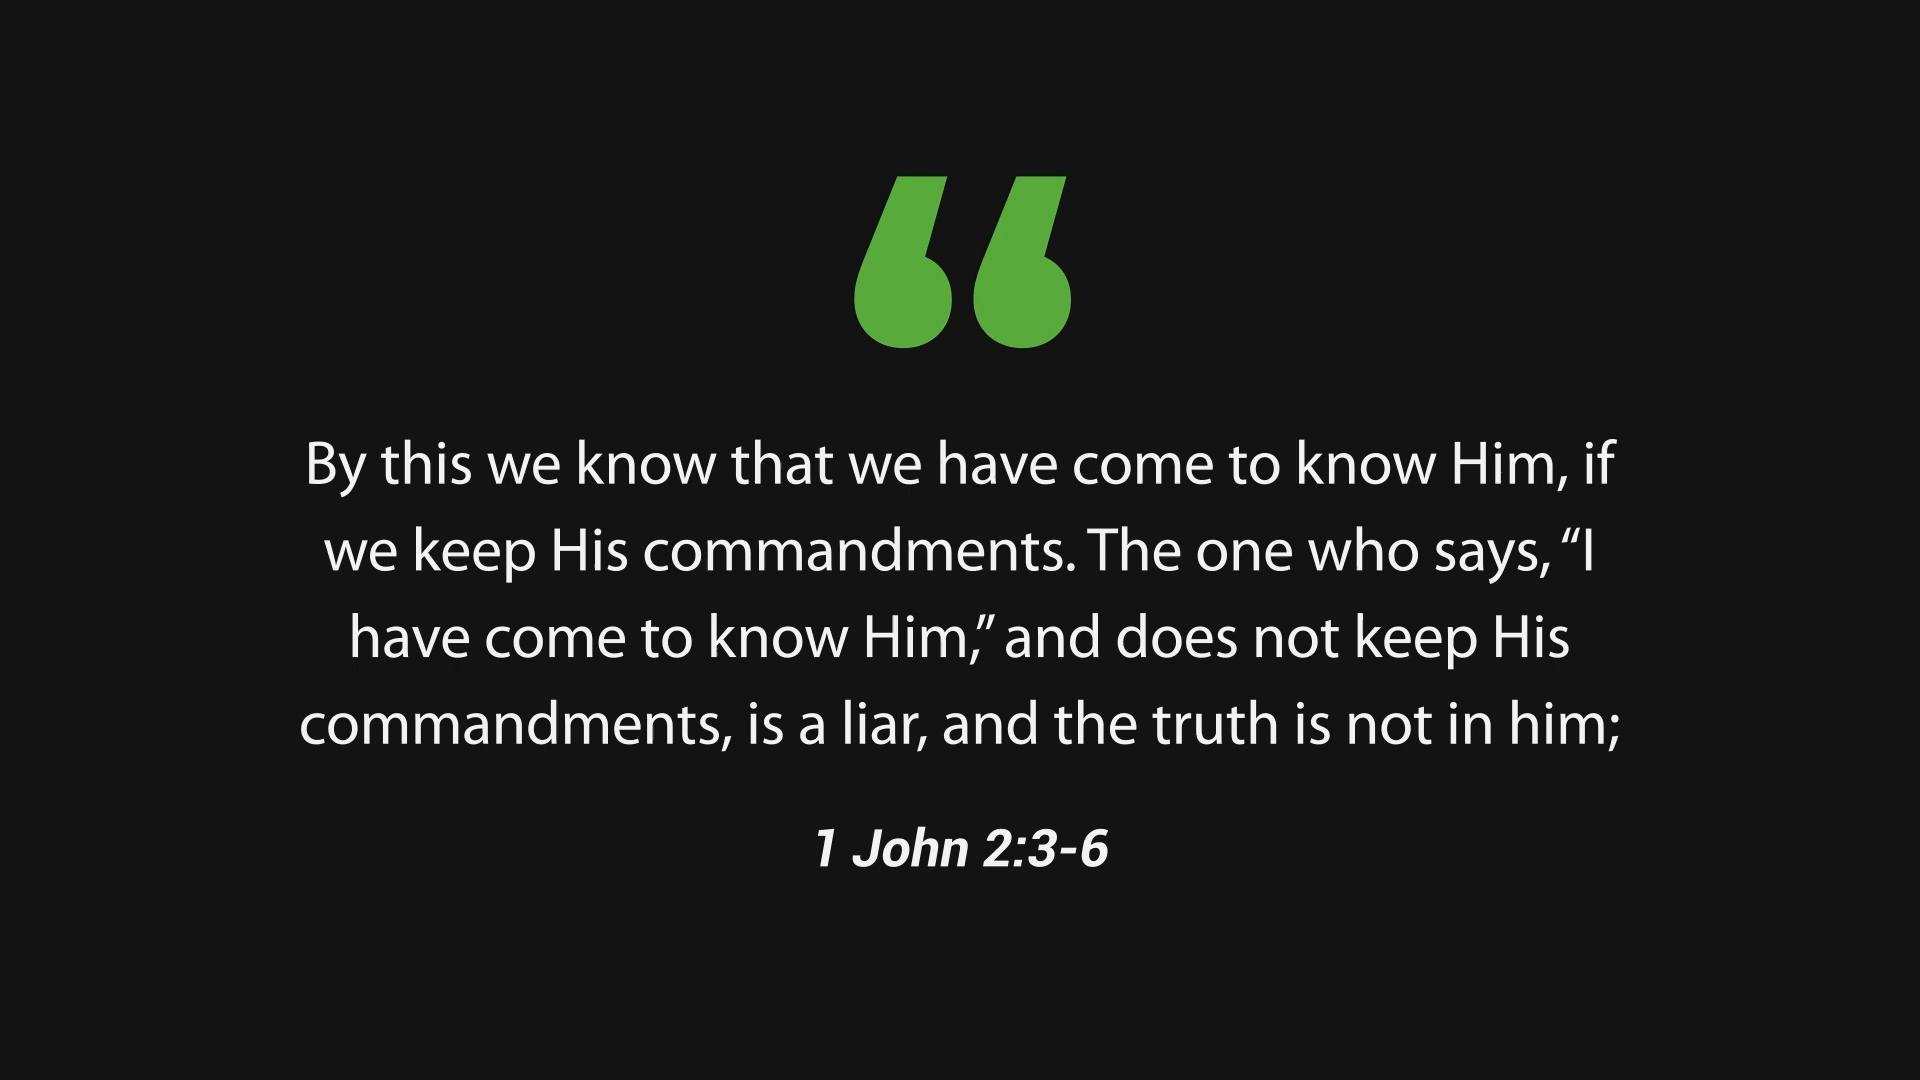 “
By this we know that we have come to know Him, if
we keep His commandments. The one who says, “I
have come to know Him,” and does not keep His
commandments, is a liar, and the truth is not in him;
1 John 2:3-6